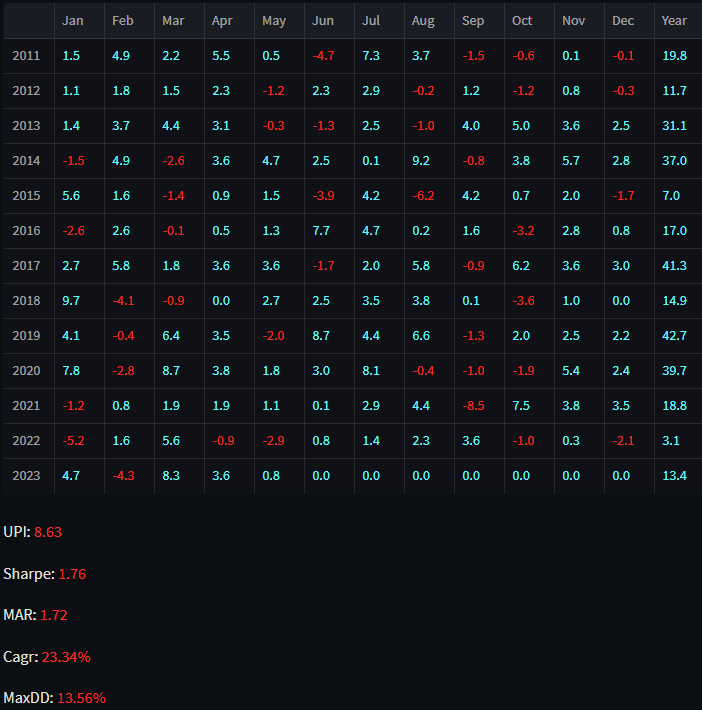 Jan Feb Mar Apr May Jun Jul Aug Sep Oct Nov Dec Year
2011 1.5 4.9 2.2 5.5 0.5 -4.7 7.3 3.7 -1.5 -0.6 0.1 -0.1 19.8
2012 1.1 1.8 1.5 2.3 -1.2 2.3 2.9 -0.2 1.2 -1.2 0.8 -0.3 11.7
2013 1.4 3.7 4.4 3.1 -0.3 -1.3 2.5 -1.0 4.0 5.0 3.6 2.5 31.1
2014 -1.5 4.9 -2.6 3.6 4.7 2.5 0.1 9.2 -0.8 3.8 5.7 2.8 37.0
2015 5.6 1.6 -1.4 0.9 1.5 -3.9 4.2 -6.2 4.2 0.7 2.0 -1.7 7.0
2016 -2.6 2.6 -0.1 0.5 1.3 7.7 4.7 0.2 1.6 -3.2 2.8 0.8 17.0
2017 2.7 5.8 1.8 3.6 3.6 -1.7 2.0 5.8 -0.9 6.2 3.6 3.0 41.3
2018 9.7 -4.1 -0.9 0.0 2.7 2.5 3.5 3.8 0.1 -3.6 1.0 0.0 14.9
2019 4.1 -0.4 6.4 3.5 -2.0 8.7 4.4 6.6 -1.3 2.0 2.5 2.2 42.7
2020 7.8 -2.8 8.7 3.8 1.8 3.0 8.1 -0.4 -1.0 -1.9 5.4 2.4 39.7
2021 -1.2 0.8 1.9 1.9 1.1 0.1 2.9 4.4 -8.5 7.5 3.8 3.5 18.8
2022 -5.2 1.6 5.6 -0.9 -2.9 0.8 1.4 2.3 3.6 -1.0 0.3 -2.1 3.1
2023 4.7 -4.3 8.3 3.6 0.8 0.0 0.0 0.0 0.0 0.0 0.0 0.0 13.4
UPI: 8.63
Sharpe: 1.76
MAR: 1.72
Cagr: 23.34%
MaxDD: 13.56%